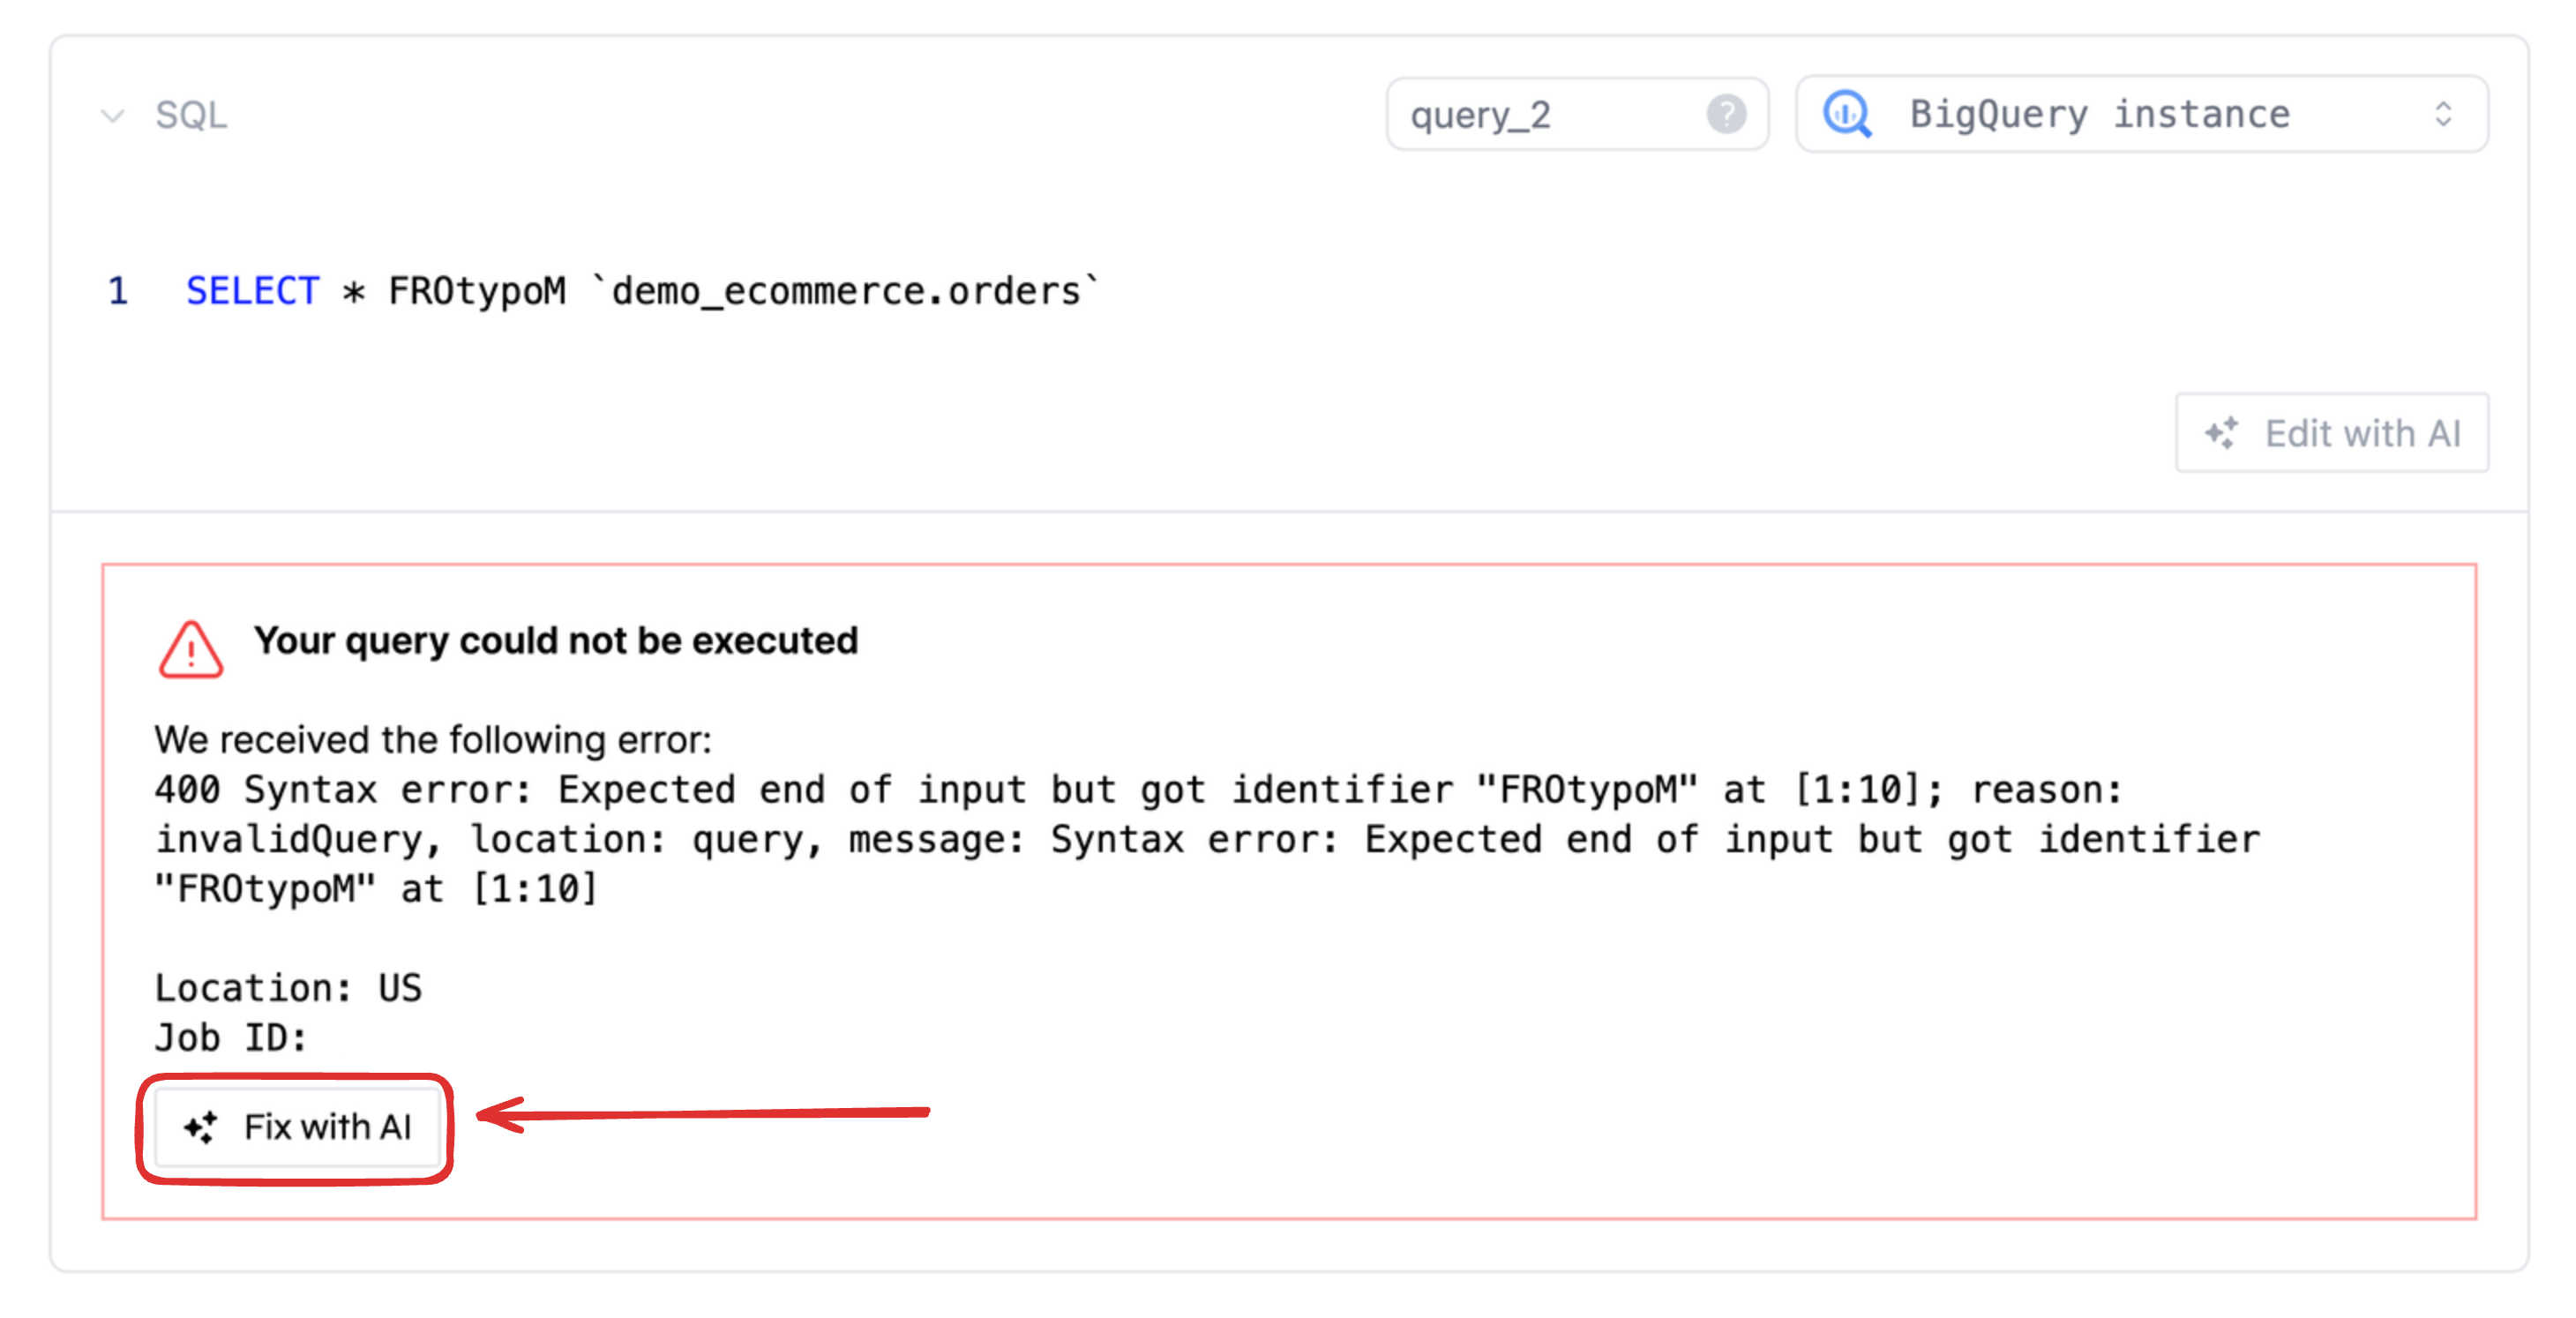 SQL
query_2
?
BigQuery instance
1 SELECT * FROtypoM `demo_ecommerce.orders`
Edit with AI
Your query could not be executed
We received the following error:
400 Syntax error: Expected end of input but got identifier "FROtypoM" at [1:10]; reason:
invalidQuery, location: query, message: Syntax error: Expected end of input but got identifier
"FROtypoM" at [1:10]
Location: US
Job ID:
Fix with AI